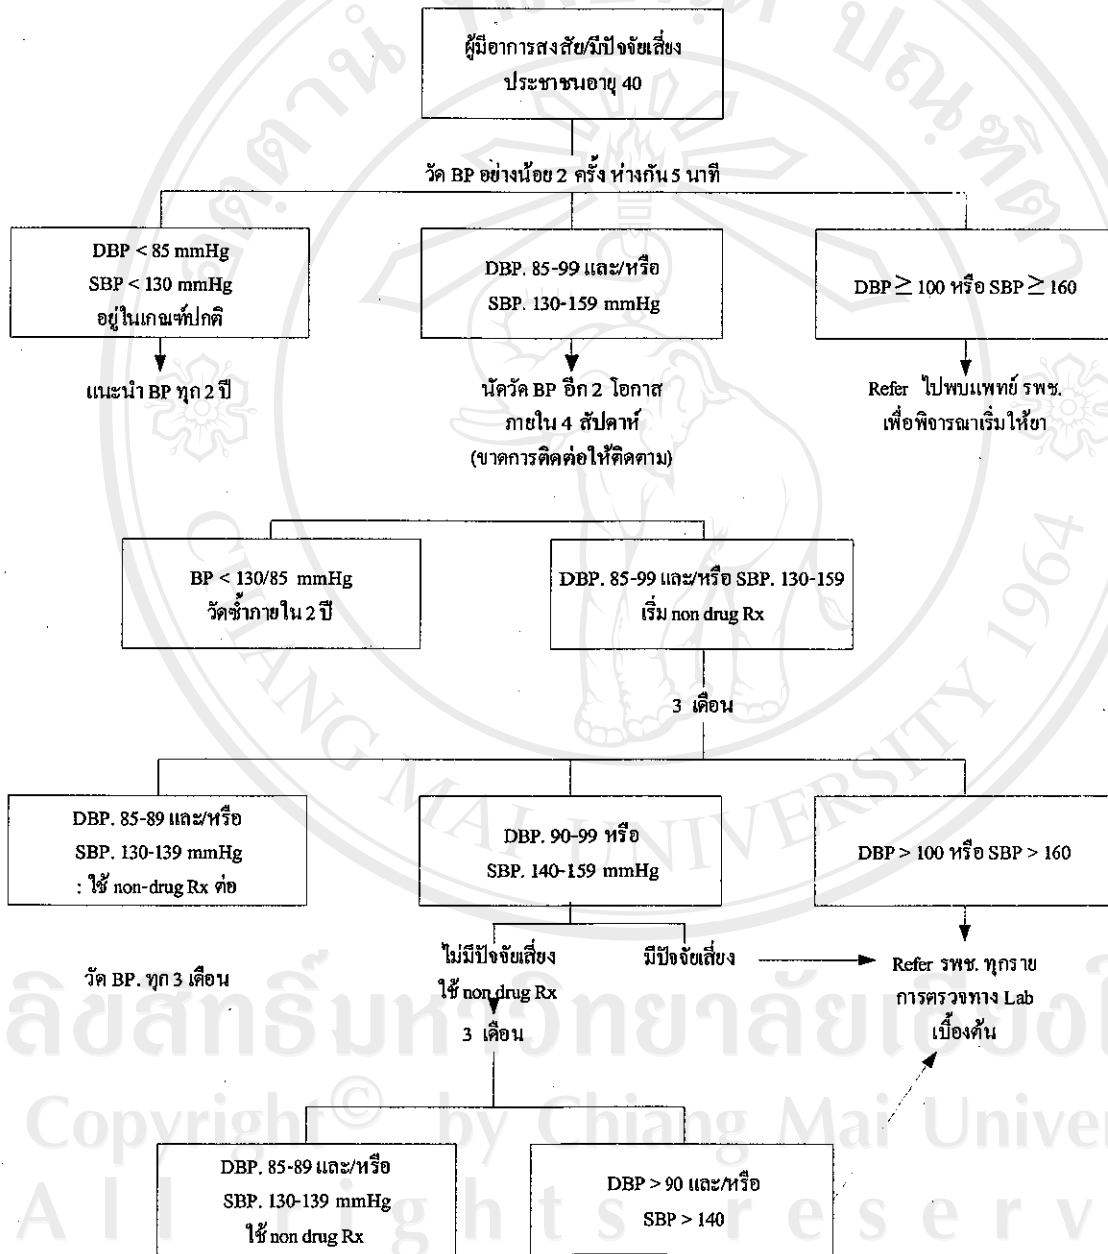 ผู้มีอาการสงสัย/มีปัจจัยเสี่ยง
ประชาชนอายุ 40
วัด BP อย่างน้อย 2 ครั้ง ห่างกัน 5 นาที
DBP < 85 mmHg
SBP < 130 mmHg
อยู่ในเกณฑ์ปกติ
DBP. 85-99 และ/หรือ
SBP. 130-159 mmHg
DBP ≥ 100 หรือ SBP ≥ 160
แนะนำ BP ทุก 2 ปี
นัดวัด BP อีก 2 โอกาส
ภายใน 4 สัปดาห์
(ขาดการติดต่อให้ติดตาม)
Refer ไปพบแพทย์ รพช.
เพื่อพิจารณาเริ่มให้ยา
BP < 130/85 mmHg
วัดซ้ำภายใน 2 ปี
DBP. 85-99 และ/หรือ SBP. 130-159
เริ่ม non drug Rx
3 เดือน
DBP. 85-89 และ/หรือ
SBP. 130-139 mmHg
: ใช้ non-drug Rx ต่อ
DBP. 90-99 หรือ
SBP. 140-159 mmHg
DBP > 100 หรือ SBP > 160
วัด BP. ทุก 3 เดือน
ไม่มีปัจจัยเสี่ยง
ใช้ non drug Rx
3 เดือน
มีปัจจัยเสี่ยง
Refer รพช. ทุกราย
การตรวจทาง Lab
เบื้องต้น
DBP. 85-89 และ/หรือ
SBP. 130-139 mmHg
ใช้ non drug Rx
DBP > 90 และ/หรือ
SBP > 140
CHIANG MAI UNIVERSITY 1964
ลิขสิทธิ์มหาวิทยาลัยเชียงใ
Copyright © by Chiang Mai Univer
All rights reserv